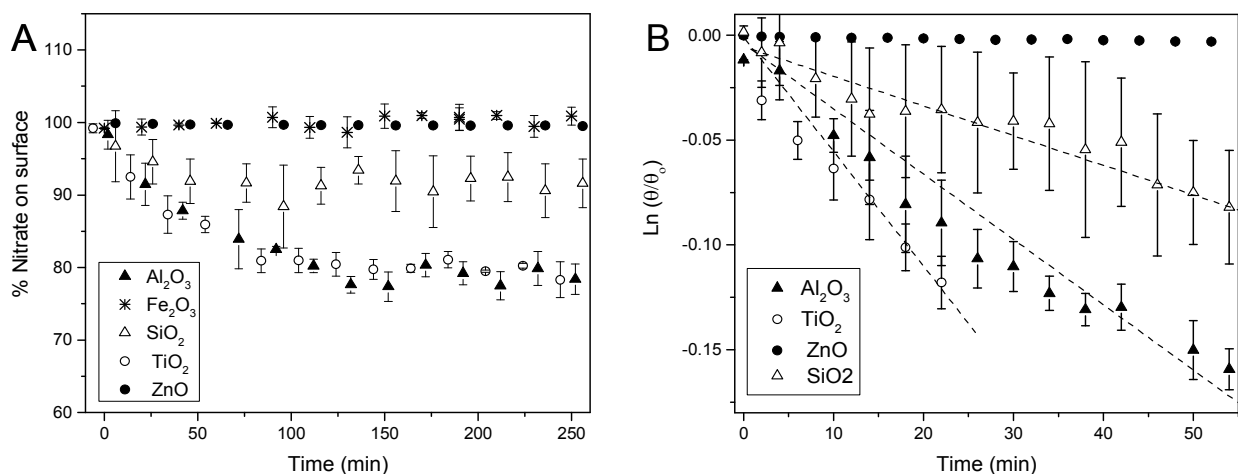 A
% Nitrate on surface
110
100
90
80
70
60
Al₂O₃
Fe₂O₃
SiO₂
TiO₂
ZnO
0
50
100
150
200
250
Time (min)
B
Ln (θ/θₒ)
0.00
-0.05
-0.10
-0.15
Al₂O₃
TiO₂
ZnO
SiO2
0
10
20
30
40
50
Time (min)